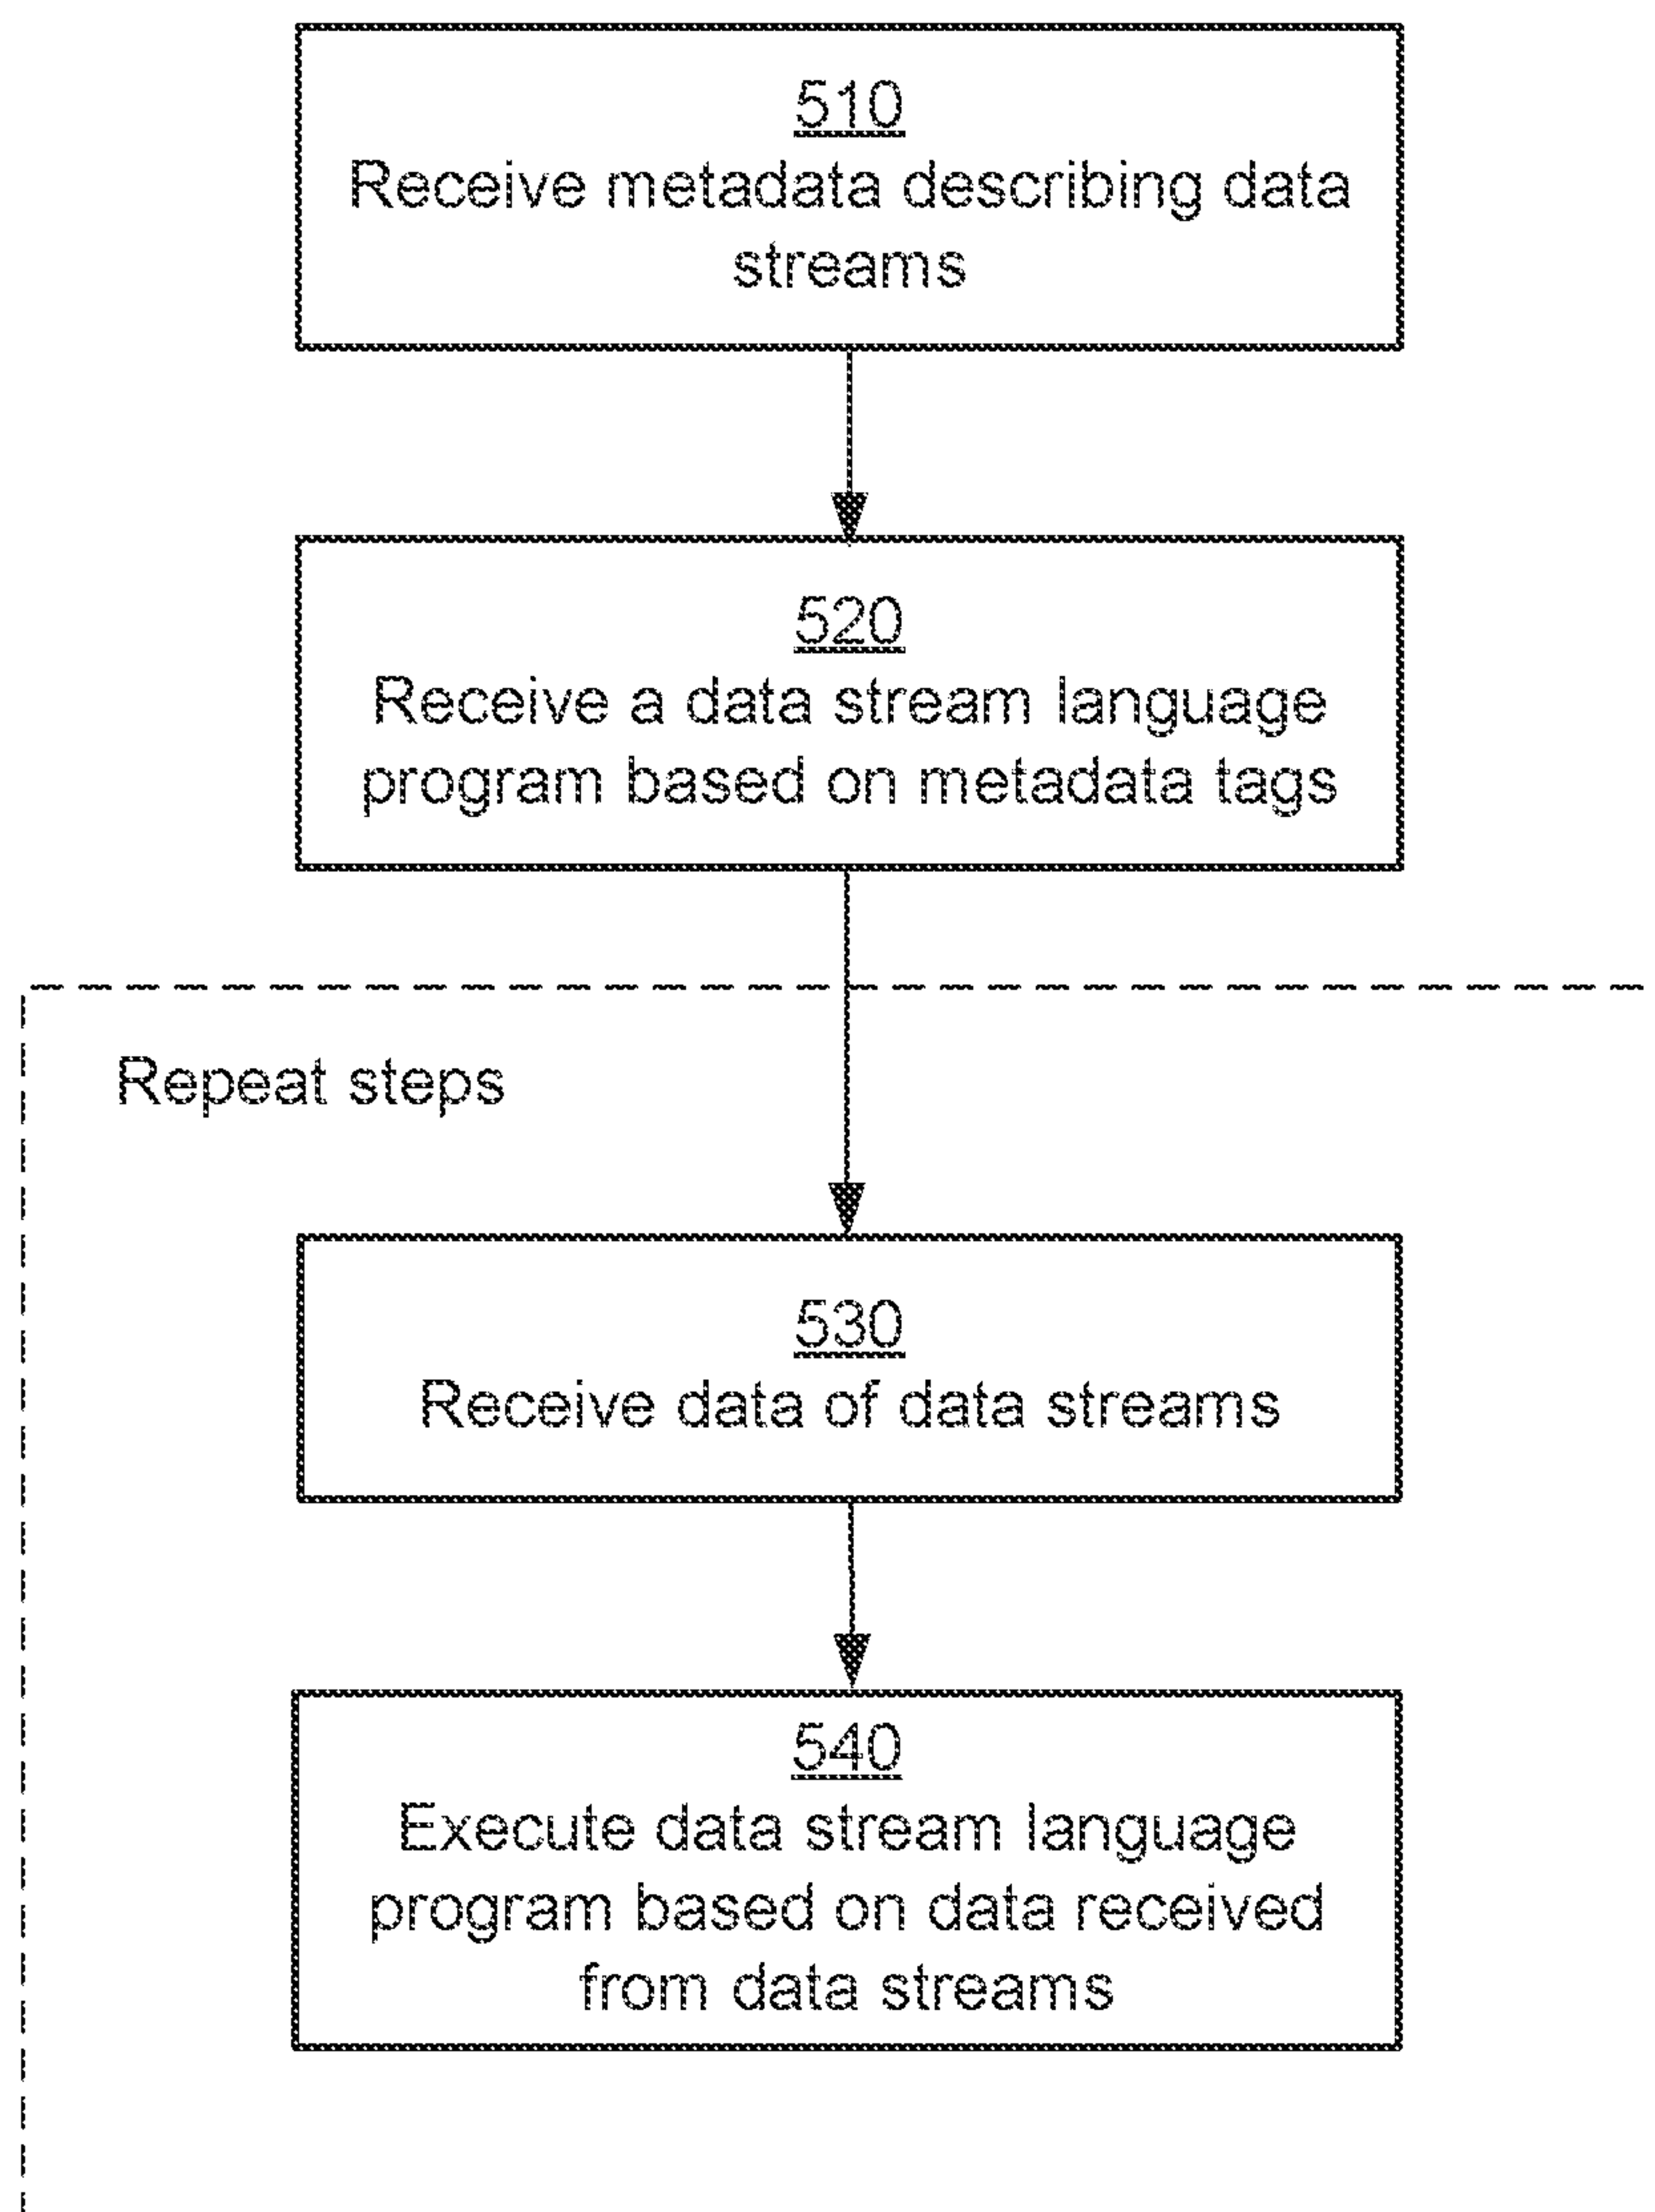 510
Receive metadata describing data
streams
520
Receive a data stream language
program based on metadata tags
Repeat steps
530
Receive data of data streams
540
Execute data stream language
program based on data received
from data streams